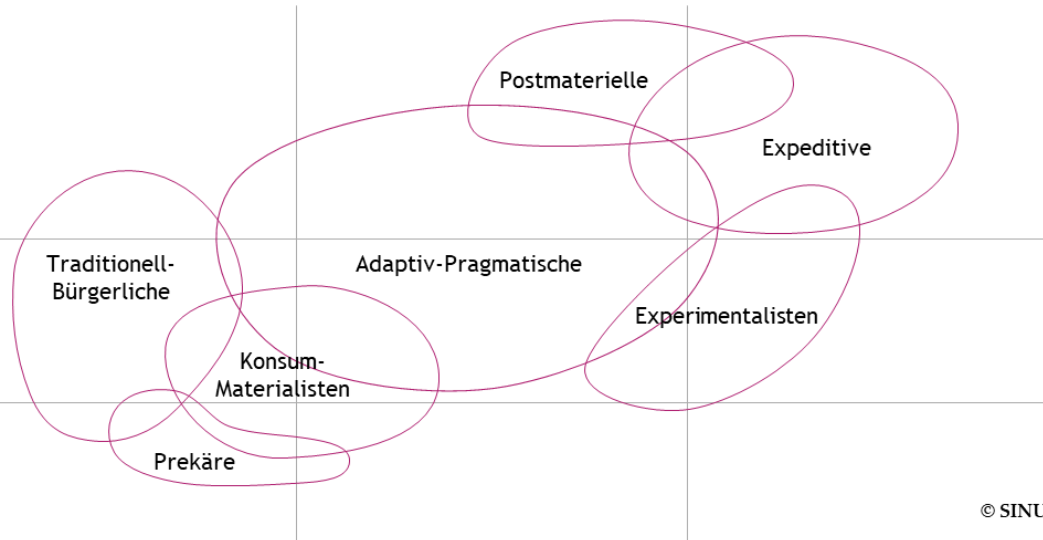 Postmaterielle
Expeditive
Traditionell-
Bürgerliche
Adaptiv-Pragmatische
Experimentalisten
Konsum-
Materialisten
Prekäre
© SINU